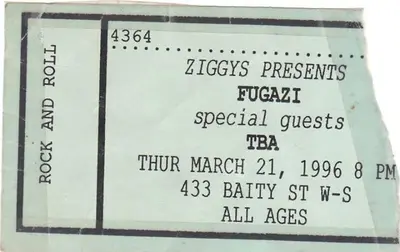 ROCK AND ROLL
4364
ZIGGYS PRESENTS
FUGAZI
special guests
TBA
THUR MARCH 21, 1996 8 PM
433 BAITY ST W-S
ALL AGES